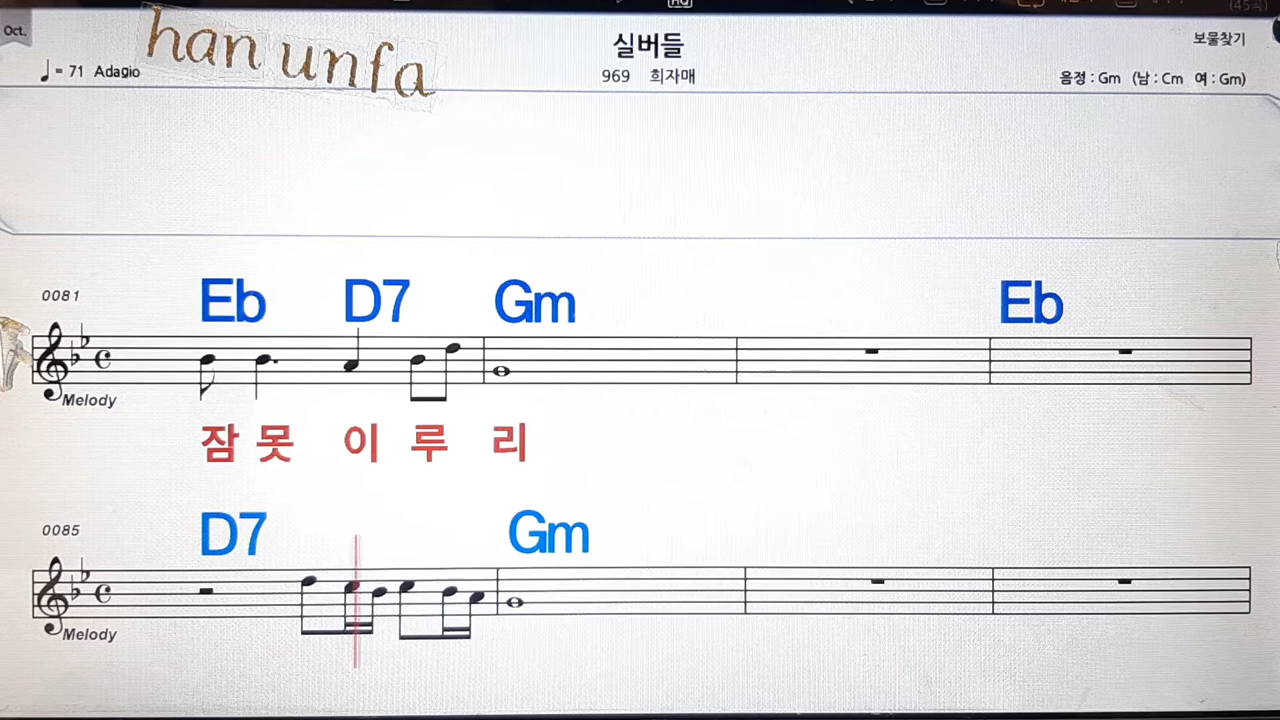 Oct.
han unfa
실버들
보물찾기
♩ = 71 Adagio
969 희자매
음정 : Gm (남 : Cm 여 : Gm)
0081
Eb D7 Gm Eb
Melody
잠 못 이 루 리
0085
D7 Gm
Melody